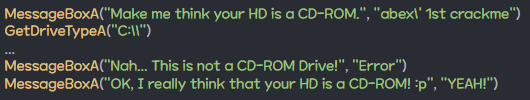 MessageBoxA("Make me think your HD is a CD-ROM.", "abex\' 1st crackme")
GetDriveTypeA("C:\\")
...
MessageBoxA("Nah... This is not a CD-ROM Drive!", "Error")
MessageBoxA("OK, I really think that your HD is a CD-ROM! :p", "YEAH!")